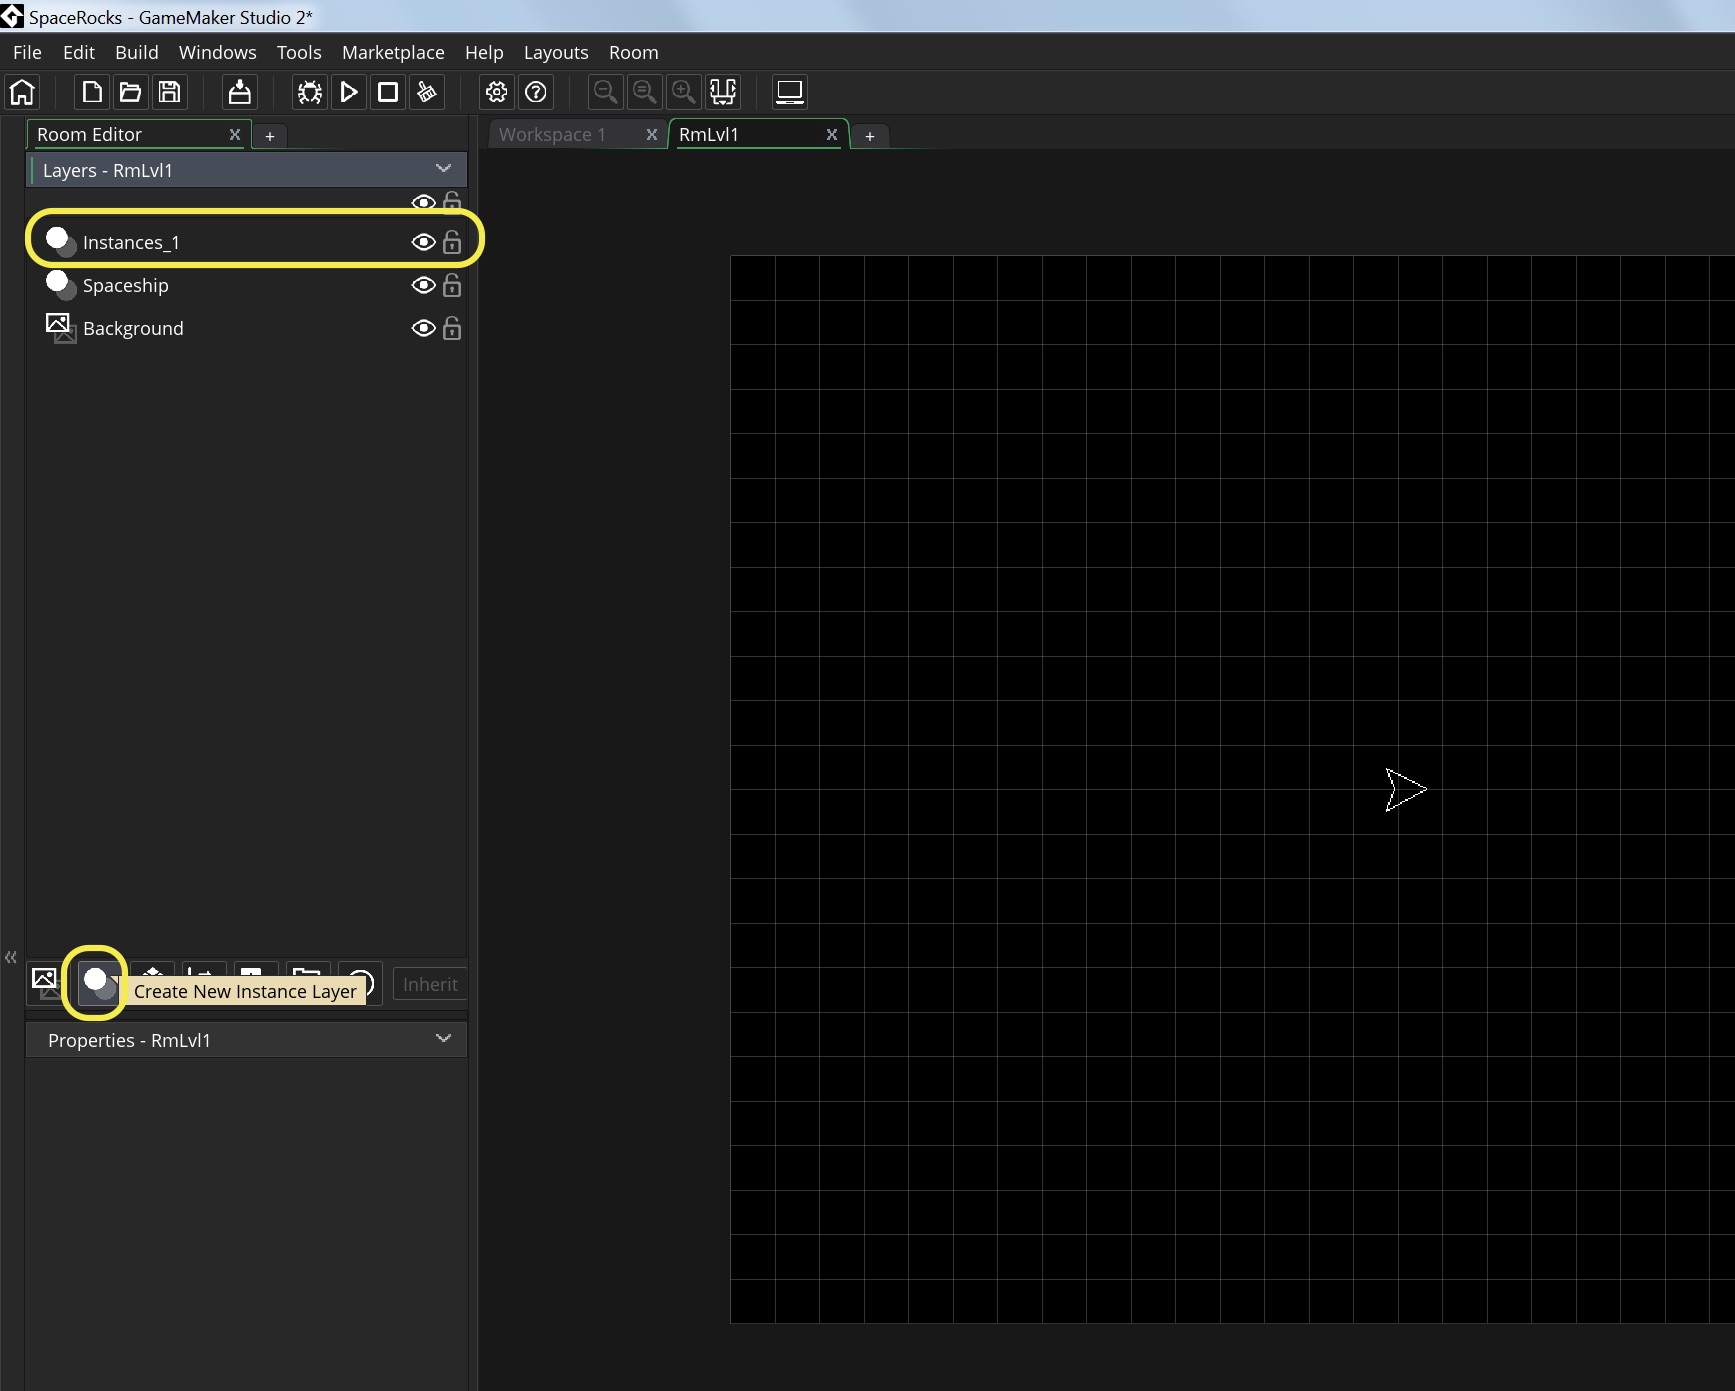 SpaceRocks - GameMaker Studio 2*
File Edit Build Windows Tools Marketplace Help Layouts Room
Room Editor X +
Workspace 1 X RmLvl1 X +
Layers - RmLvl1
Instances_1
Spaceship
Background
Create New Instance Layer
Inherit
Properties - RmLvl1